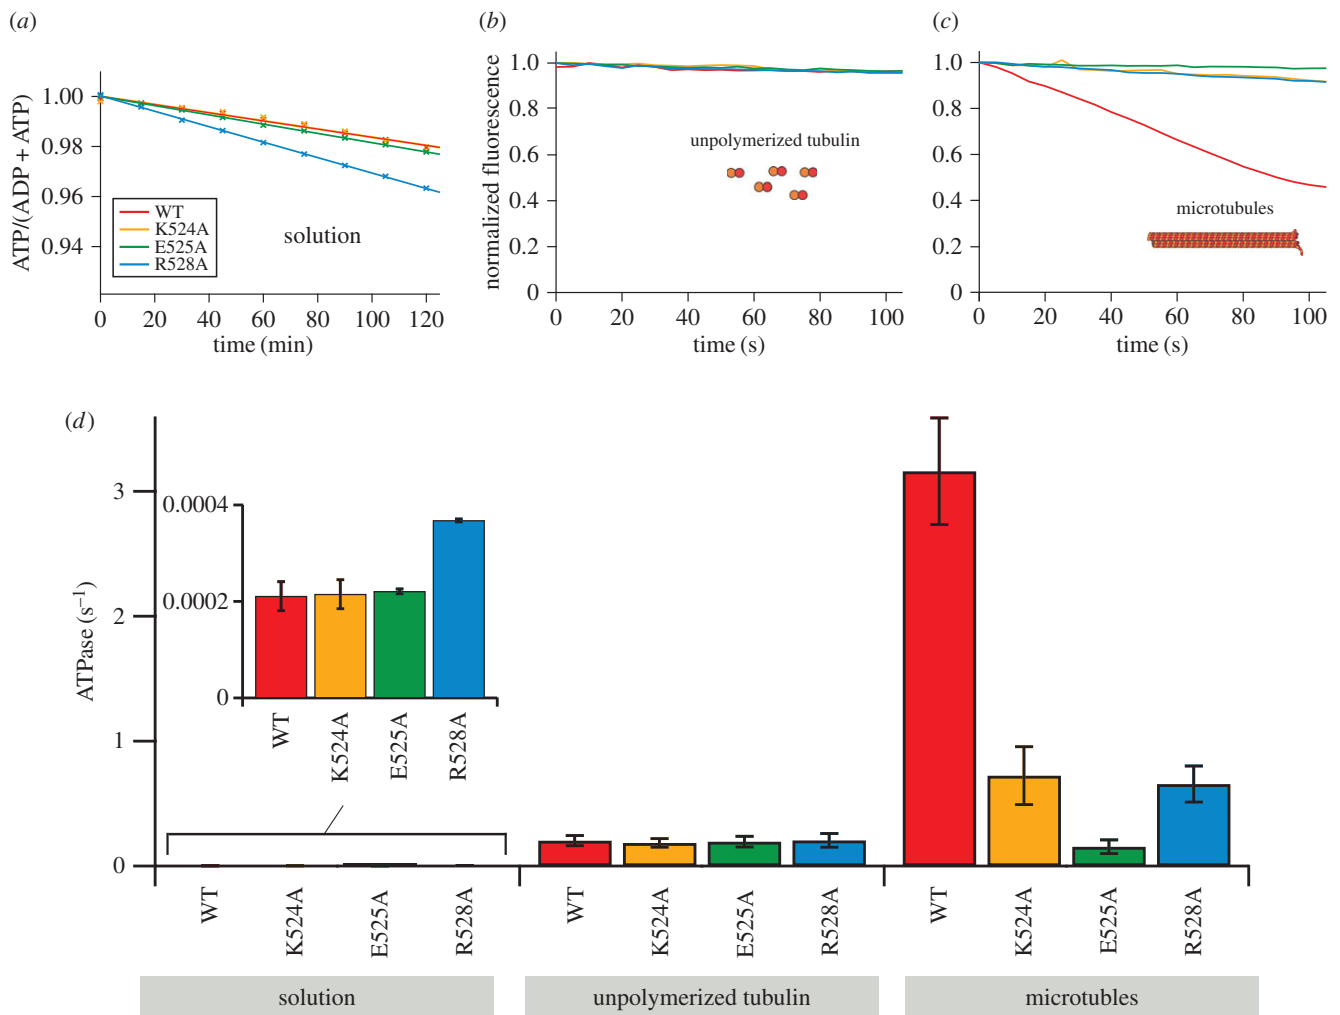 (a)
ATP/(ADP + ATP)
1.00
0.98
0.96
0.94
WT
K524A
E525A
R528A
solution
0 20 40 60 80 100 120
time (min)
(b)
normalized fluorescence
1.0
0.8
0.6
0.4
0.2
0
unpolymerized tubulin
0 20 40 60 80 100
time (s)
(c)
1.0
0.8
0.6
0.4
0.2
0
microtubules
0 20 40 60 80 100
time (s)
(d)
ATPase (s⁻¹)
3
2
1
0
0.0004
0.0002
0
WT K524A E525A R528A
WT K524A E525A R528A WT K524A E525A R528A WT K524A E525A R528A
solution unpolymerized tubulin microtubles